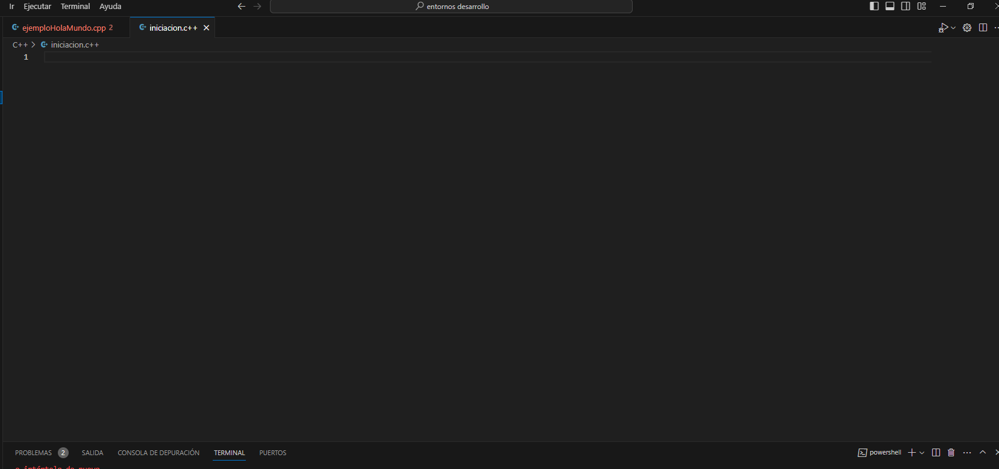 Ir Ejecutar Terminal Ayuda entornos desarrollo
ejemploHolaMundo.cpp 2 iniciacion.c++
C++ > iniciacion.c++
1
PROBLEMAS 2 SALIDA CONSOLA DE DEPURACIÓN TERMINAL PUERTOS powershell
e inténtelo de nuevo